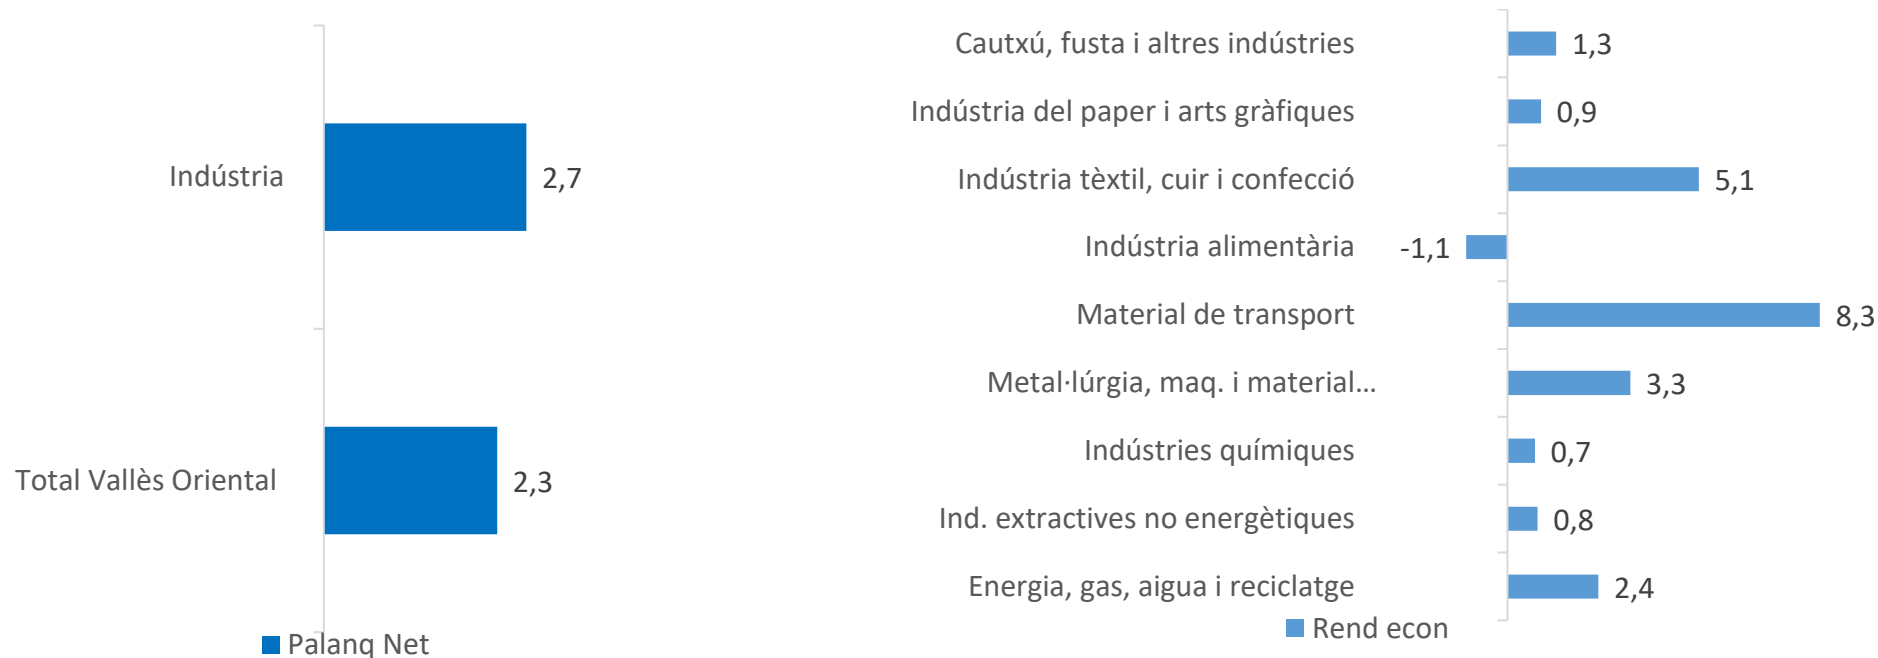 Indústria
2,7
Total Vallès Oriental
2,3
Palanq Net
Cautxú, fusta i altres indústries
1,3
Indústria del paper i arts gràfiques
0,9
Indústria tèxtil, cuir i confecció
5,1
Indústria alimentària
-1,1
Material de transport
8,3
Metal·lúrgia, maq. i material...
3,3
Indústries químiques
0,7
Ind. extractives no energètiques
0,8
Energia, gas, aigua i reciclatge
2,4
Rend econ